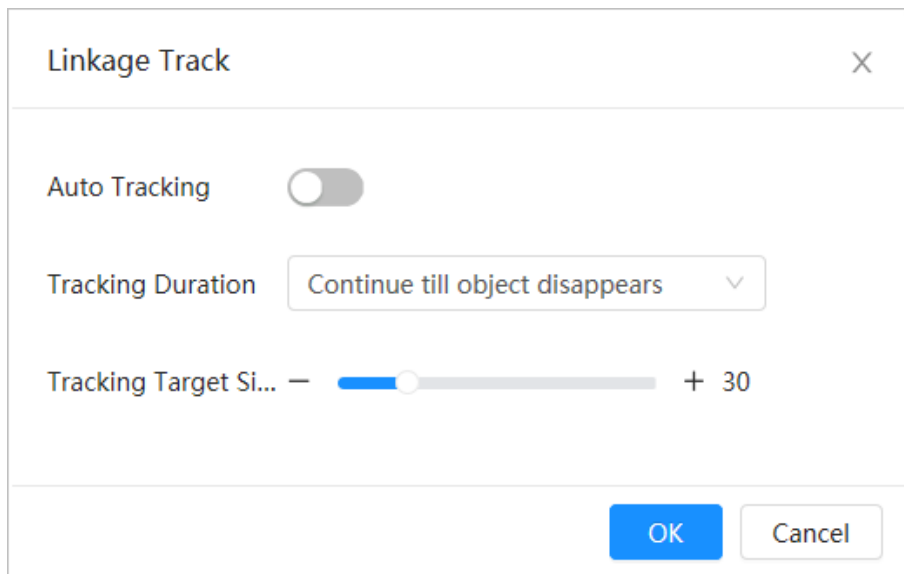 Linkage Track
Auto Tracking
Tracking Duration Continue till object disappears
Tracking Target Si... − + 30
OK Cancel